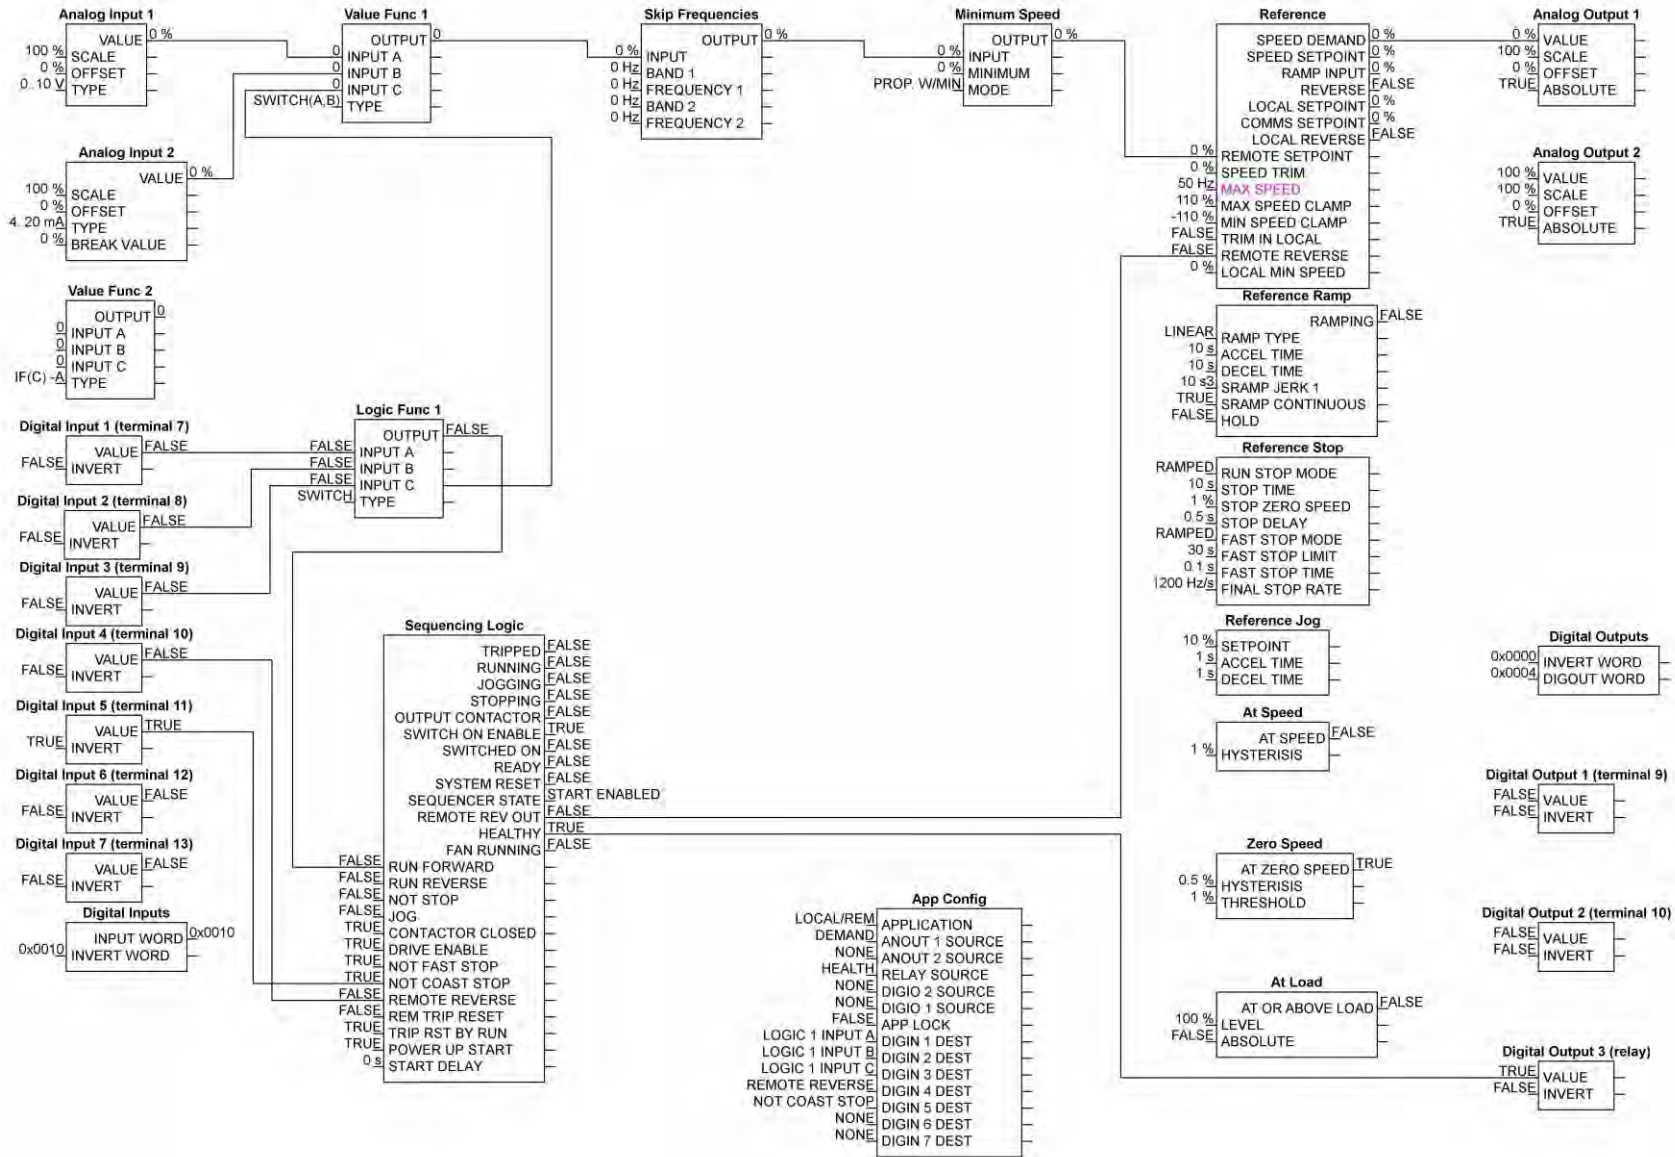 Analog Input 1
VALUE 0 %
100 % SCALE
0 % OFFSET
0..10 V TYPE
Analog Input 2
VALUE 0 %
100 % SCALE
0 % OFFSET
4..20 mA TYPE
0 % BREAK VALUE
Value Func 2
OUTPUT 0
0 INPUT A
0 INPUT B
0 INPUT C
IF(C) -A TYPE
Digital Input 1 (terminal 7)
VALUE FALSE
FALSE INVERT
Digital Input 2 (terminal 8)
VALUE FALSE
FALSE INVERT
Digital Input 3 (terminal 9)
VALUE FALSE
FALSE INVERT
Digital Input 4 (terminal 10)
VALUE FALSE
FALSE INVERT
Digital Input 5 (terminal 11)
VALUE TRUE
TRUE INVERT
Digital Input 6 (terminal 12)
VALUE FALSE
FALSE INVERT
Digital Input 7 (terminal 13)
VALUE FALSE
FALSE INVERT
Digital Inputs
INPUT WORD 0x0010
0x0010 INVERT WORD
Value Func 1
OUTPUT 0
0 INPUT A
0 INPUT B
0 INPUT C
SWITCH(A,B) TYPE
Logic Func 1
OUTPUT FALSE
FALSE INPUT A
FALSE INPUT B
FALSE INPUT C
SWITCH TYPE
Sequencing Logic
TRIPPED FALSE
RUNNING FALSE
JOGGING FALSE
STOPPING FALSE
OUTPUT CONTACTOR FALSE
SWITCH ON ENABLE TRUE
SWITCHED ON FALSE
READY FALSE
SYSTEM RESET FALSE
SEQUENCER STATE START ENABLED
REMOTE REV OUT FALSE
HEALTHY TRUE
FAN RUNNING FALSE
FALSE RUN FORWARD
FALSE RUN REVERSE
FALSE NOT STOP
FALSE JOG
TRUE CONTACTOR CLOSED
TRUE DRIVE ENABLE
TRUE NOT FAST STOP
TRUE NOT COAST STOP
FALSE REMOTE REVERSE
FALSE REM TRIP RESET
TRUE TRIP RST BY RUN
TRUE POWER UP START
0 s START DELAY
Skip Frequencies
OUTPUT 0 %
0 % INPUT
0 Hz BAND 1
0 Hz FREQUENCY 1
0 Hz BAND 2
0 Hz FREQUENCY 2
Minimum Speed
OUTPUT 0 %
0 % INPUT
0 % MINIMUM
PROP. W/MIN MODE
App Config
LOCAL/REM APPLICATION
DEMAND ANOUT 1 SOURCE
NONE ANOUT 2 SOURCE
HEALTH RELAY SOURCE
NONE DIGIO 2 SOURCE
NONE DIGIO 1 SOURCE
FALSE APP LOCK
LOGIC 1 INPUT A DIGIN 1 DEST
LOGIC 1 INPUT B DIGIN 2 DEST
LOGIC 1 INPUT C DIGIN 3 DEST
REMOTE REVERSE DIGIN 4 DEST
NOT COAST STOP DIGIN 5 DEST
NONE DIGIN 6 DEST
NONE DIGIN 7 DEST
Reference
SPEED DEMAND 0 %
SPEED SETPOINT 0 %
RAMP INPUT 0 %
REVERSE FALSE
LOCAL SETPOINT 0 %
COMMS SETPOINT 0 %
LOCAL REVERSE FALSE
0 % REMOTE SETPOINT
0 % SPEED TRIM
50 Hz MAX SPEED
110 % MAX SPEED CLAMP
-110 % MIN SPEED CLAMP
FALSE TRIM IN LOCAL
FALSE REMOTE REVERSE
0 % LOCAL MIN SPEED
Reference Ramp
RAMPING FALSE
LINEAR RAMP TYPE
10 s ACCEL TIME
10 s DECEL TIME
10 s3 SRAMP JERK 1
TRUE SRAMP CONTINUOUS
FALSE HOLD
Reference Stop
RAMPED RUN STOP MODE
10 s STOP TIME
1 % STOP ZERO SPEED
0.5 s STOP DELAY
RAMPED FAST STOP MODE
30 s FAST STOP LIMIT
0.1 s FAST STOP TIME
1200 Hz/s FINAL STOP RATE
Reference Jog
10 % SETPOINT
1 s ACCEL TIME
1 s DECEL TIME
At Speed
AT SPEED FALSE
1 % HYSTERISIS
Zero Speed
AT ZERO SPEED TRUE
0.5 % HYSTERISIS
1 % THRESHOLD
At Load
AT OR ABOVE LOAD FALSE
100 % LEVEL
FALSE ABSOLUTE
Analog Output 1
0 % VALUE
100 % SCALE
0 % OFFSET
TRUE ABSOLUTE
Analog Output 2
100 % VALUE
100 % SCALE
0 % OFFSET
TRUE ABSOLUTE
Digital Outputs
0x0000 INVERT WORD
0x0004 DIGOUT WORD
Digital Output 1 (terminal 9)
FALSE VALUE
FALSE INVERT
Digital Output 2 (terminal 10)
FALSE VALUE
FALSE INVERT
Digital Output 3 (relay)
TRUE VALUE
FALSE INVERT